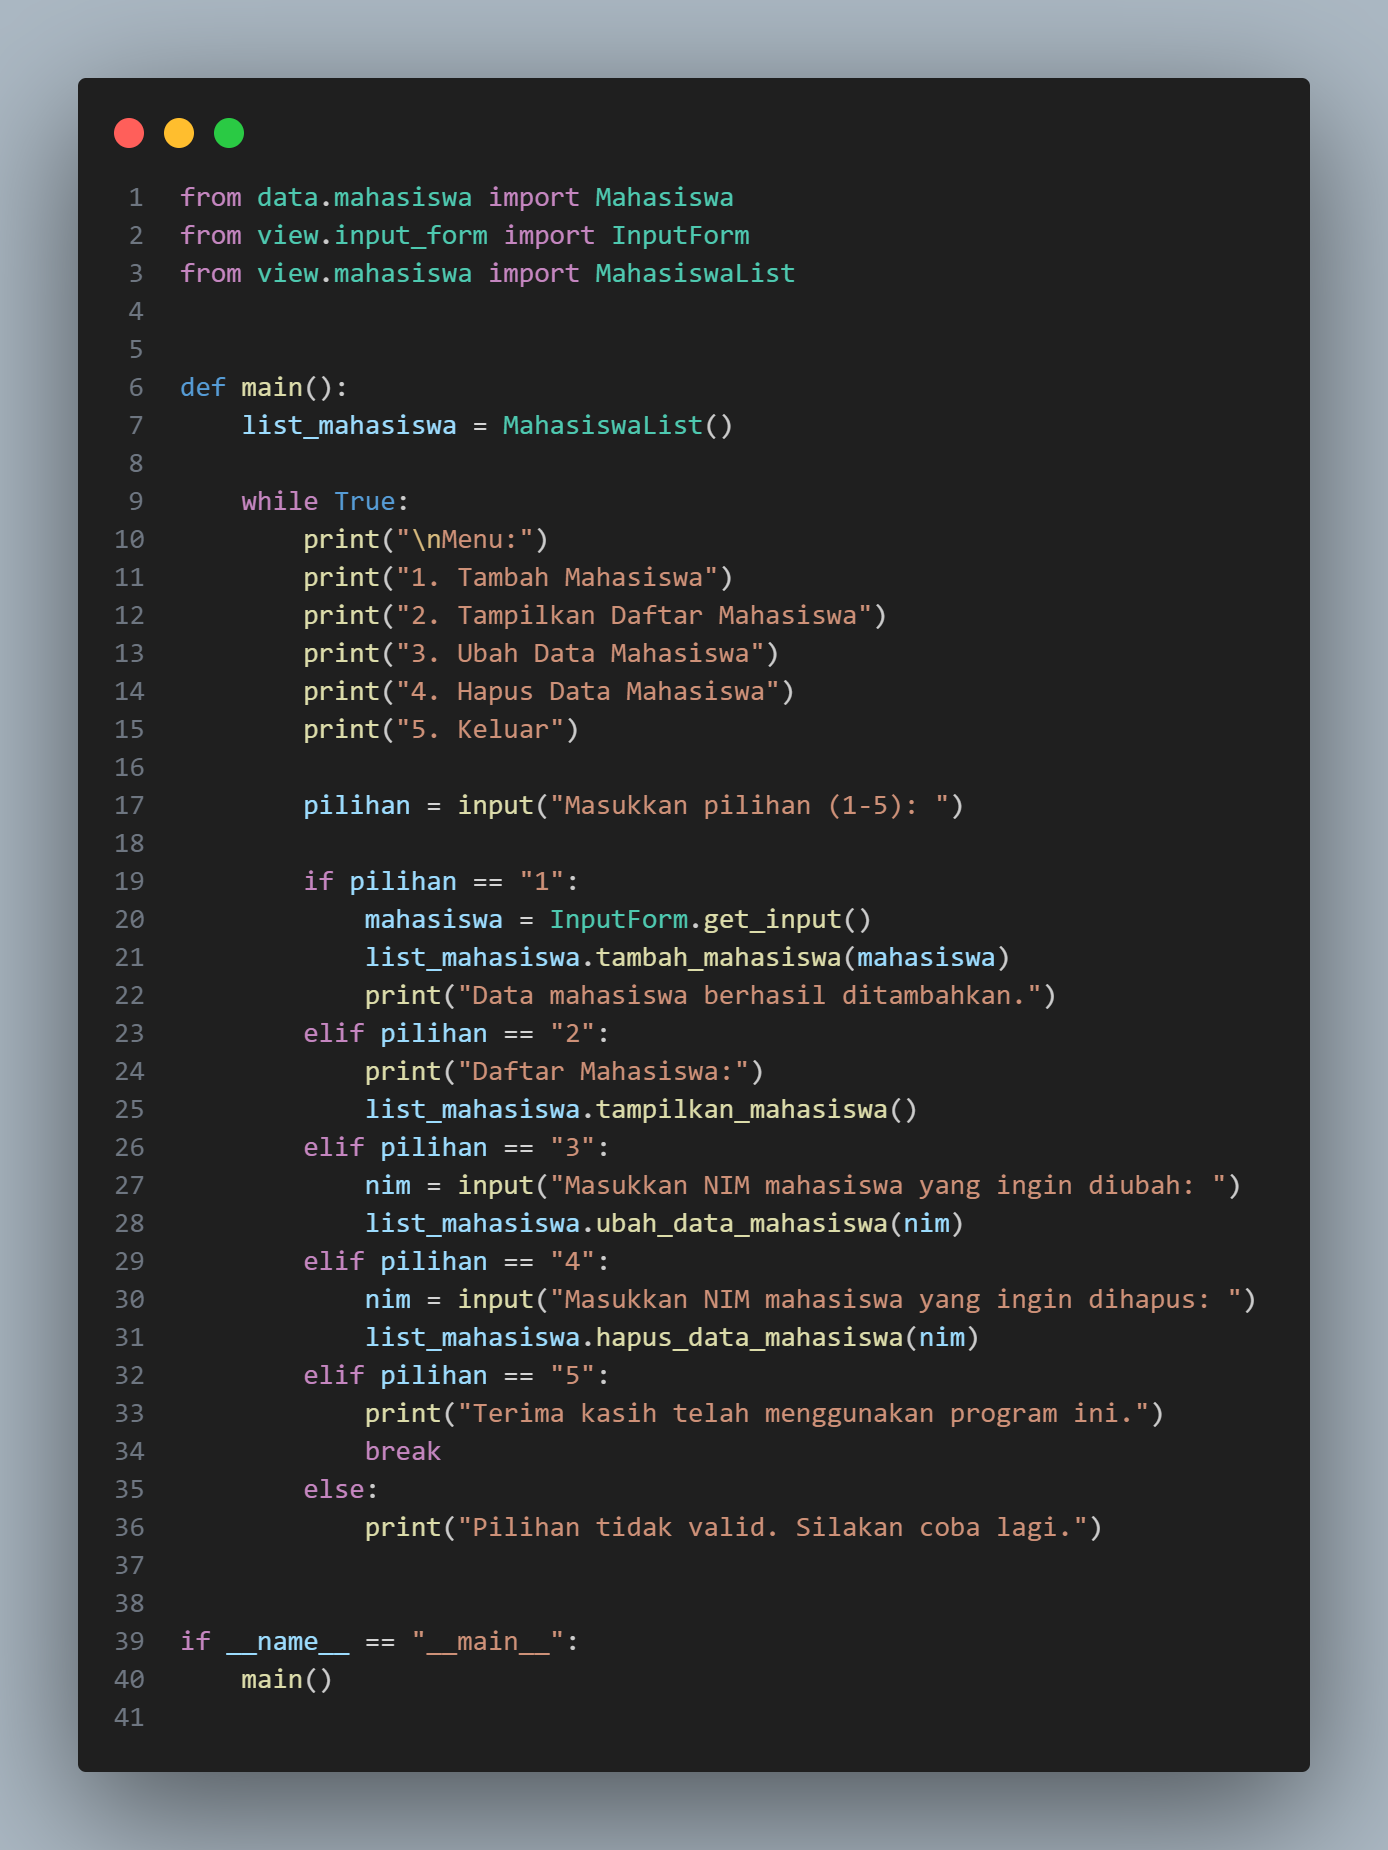 1 from data.mahasiswa import Mahasiswa
2 from view.input_form import InputForm
3 from view.mahasiswa import MahasiswaList
4
5
6 def main():
7     list_mahasiswa = MahasiswaList()
8
9     while True:
10         print("\nMenu:")
11         print("1. Tambah Mahasiswa")
12         print("2. Tampilkan Daftar Mahasiswa")
13         print("3. Ubah Data Mahasiswa")
14         print("4. Hapus Data Mahasiswa")
15         print("5. Keluar")
16
17         pilihan = input("Masukkan pilihan (1-5): ")
18
19         if pilihan == "1":
20             mahasiswa = InputForm.get_input()
21             list_mahasiswa.tambah_mahasiswa(mahasiswa)
22             print("Data mahasiswa berhasil ditambahkan.")
23         elif pilihan == "2":
24             print("Daftar Mahasiswa:")
25             list_mahasiswa.tampilkan_mahasiswa()
26         elif pilihan == "3":
27             nim = input("Masukkan NIM mahasiswa yang ingin diubah: ")
28             list_mahasiswa.ubah_data_mahasiswa(nim)
29         elif pilihan == "4":
30             nim = input("Masukkan NIM mahasiswa yang ingin dihapus: ")
31             list_mahasiswa.hapus_data_mahasiswa(nim)
32         elif pilihan == "5":
33             print("Terima kasih telah menggunakan program ini.")
34             break
35         else:
36             print("Pilihan tidak valid. Silakan coba lagi.")
37
38
39 if __name__ == "__main__":
40     main()
41